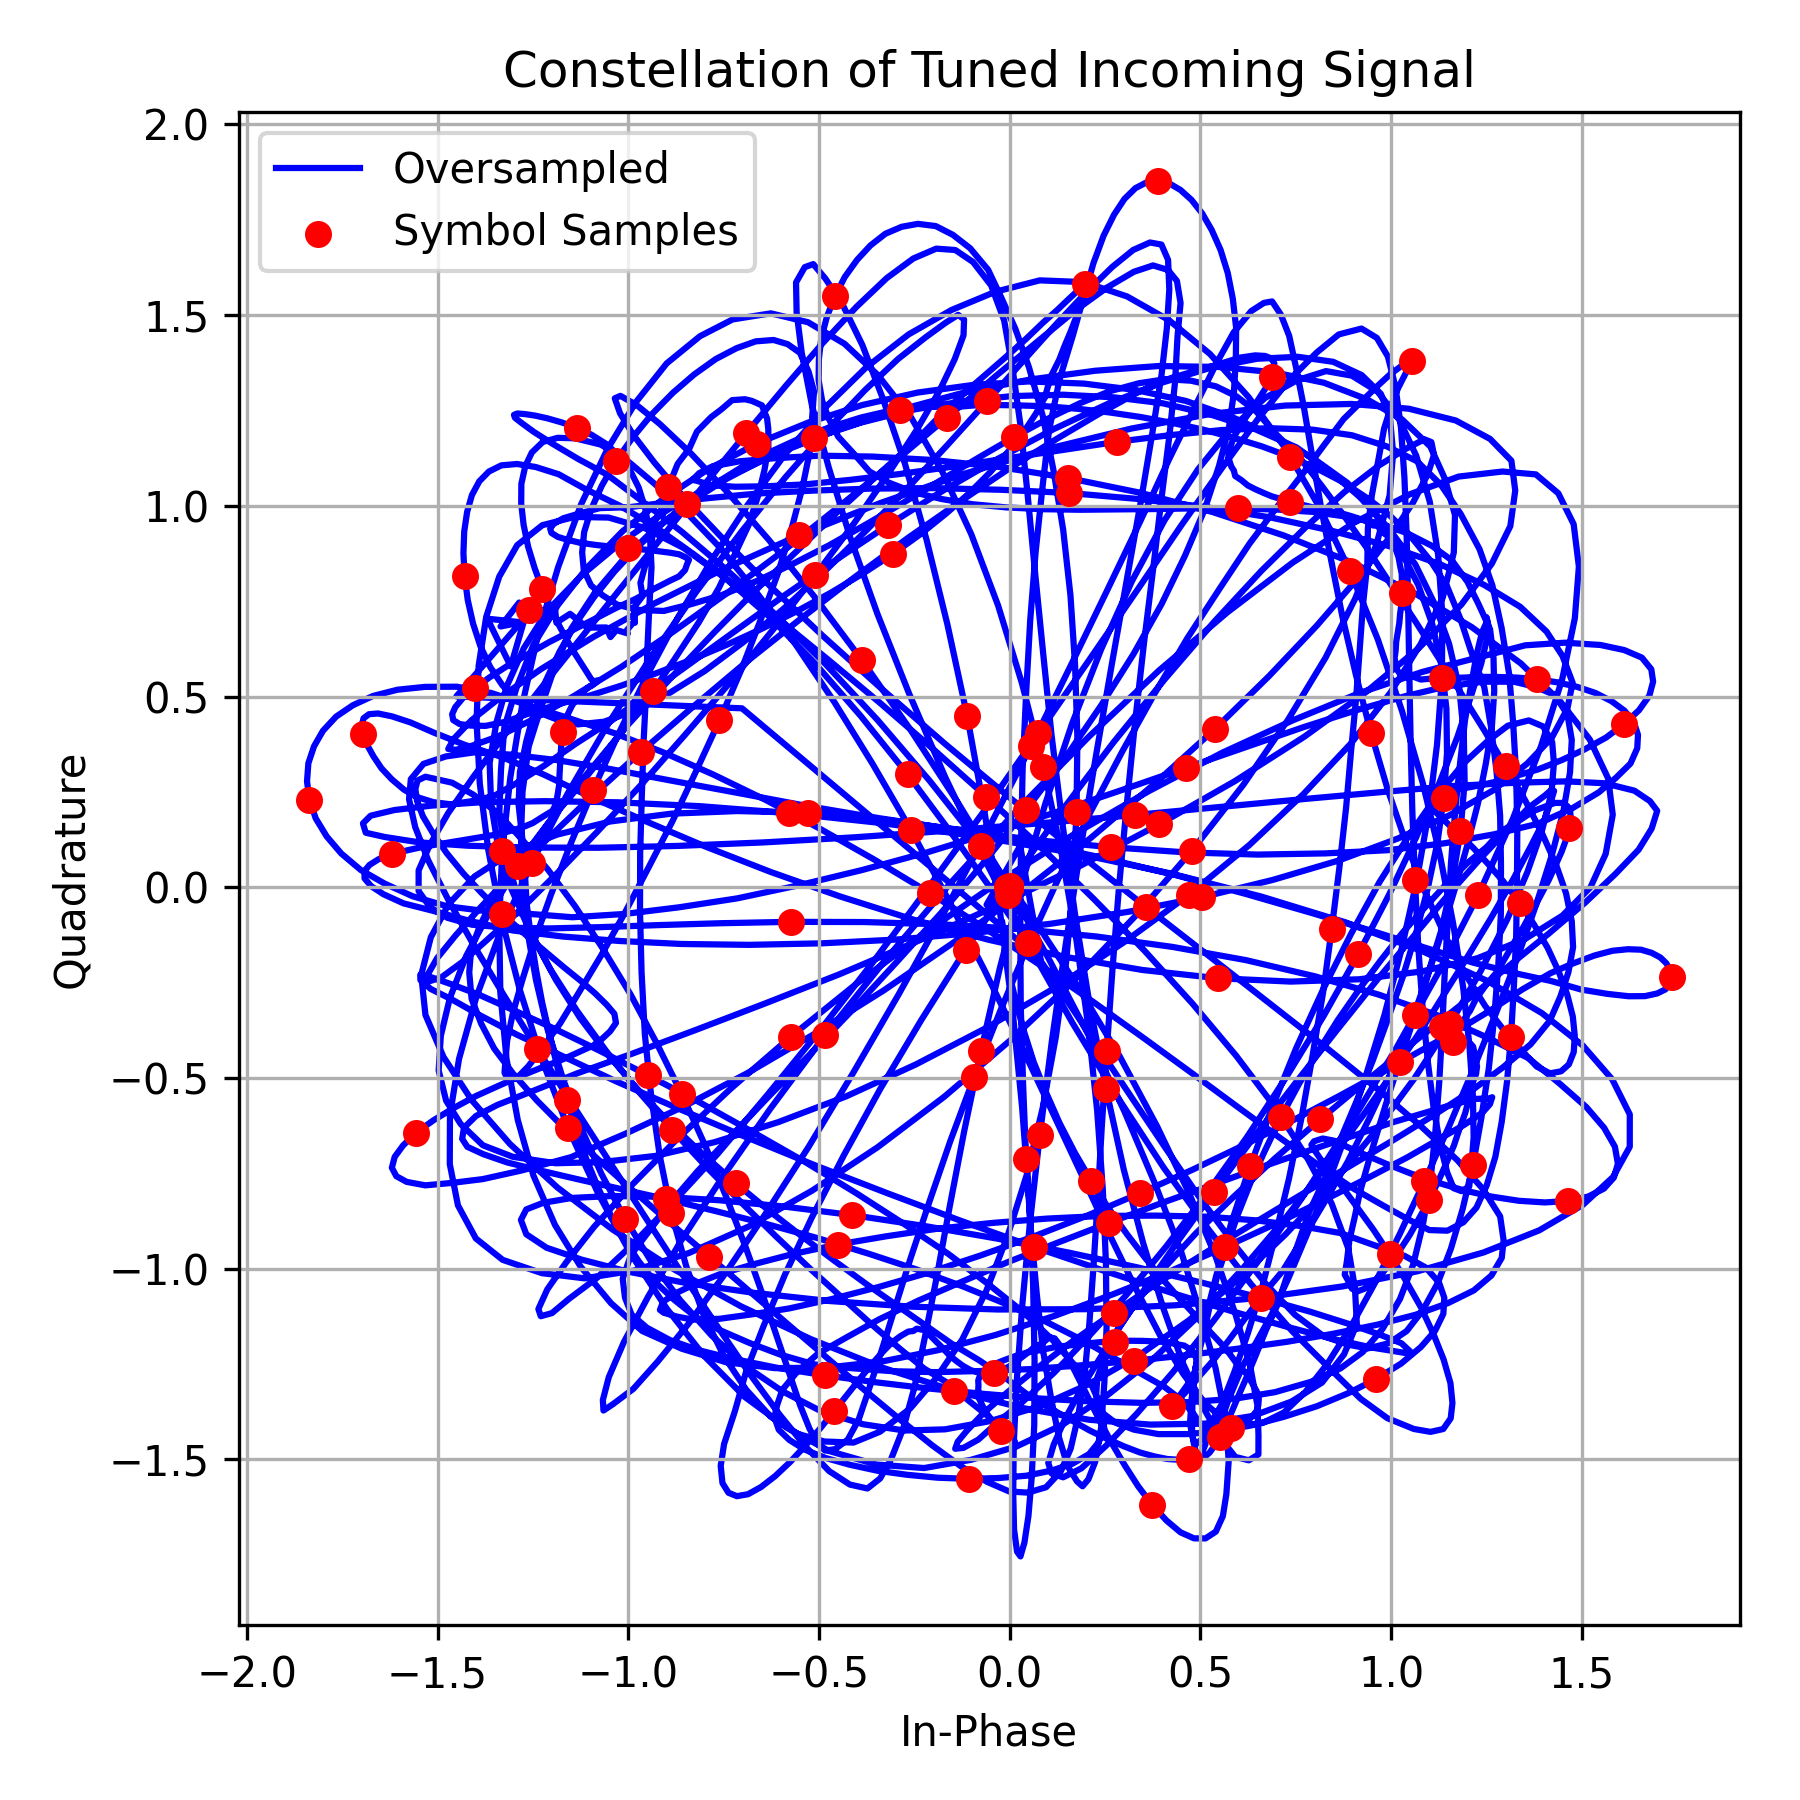 Constellation of Tuned Incoming Signal
Oversampled
Symbol Samples
2.0
1.5
1.0
0.5
0.0
−0.5
−1.0
−1.5
Quadrature
−2.0 −1.5 −1.0 −0.5 0.0 0.5 1.0 1.5
In-Phase